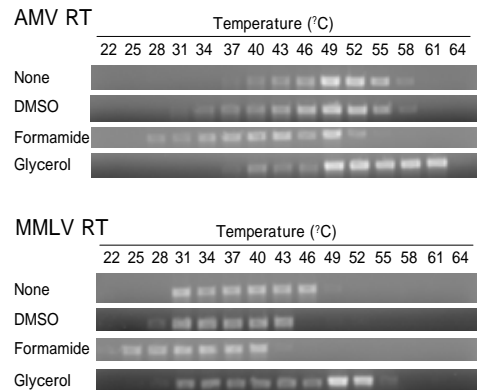 AMV RT
Temperature (?C)
22 25 28 31 34 37 40 43 46 49 52 55 58 61 64
None
DMSO
Formamide
Glycerol
MMLV RT
Temperature (?C)
22 25 28 31 34 37 40 43 46 49 52 55 58 61 64
None
DMSO
Formamide
Glycerol